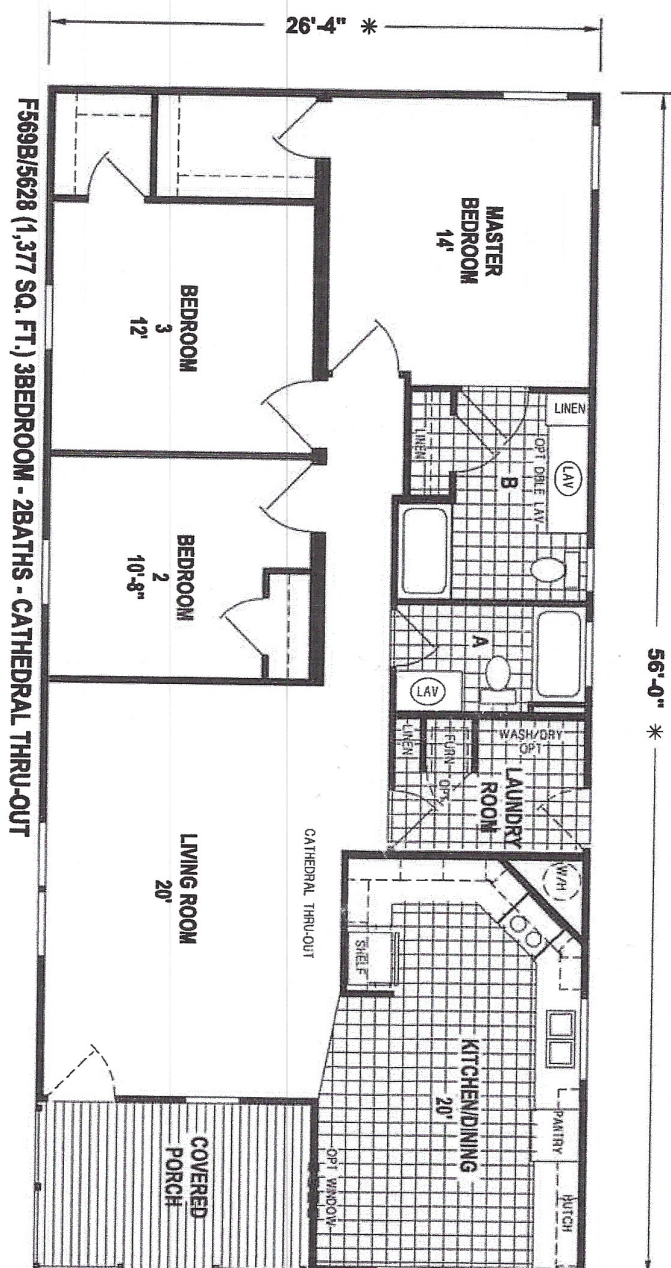 26'-4" *
56'-0" *
MASTER
BEDROOM
14'
LINEN
OPT DBLE LAV
LAV
B
LINEN
A
LAV
WASH/DRY
OPT
LAUNDRY
ROOM
FURN
OPT
LINEN
W/H
SHELF
KITCHEN/DINING
20'
PANTRY
HUTCH
BEDROOM
3
12'
BEDROOM
2
10'-8"
CATHEDRAL THRU-OUT
LIVING ROOM
20'
OPT WINDOW
COVERED
PORCH
F569B/5628 (1,377 SQ. FT.) 3BEDROOM - 2BATHS - CATHEDRAL THRU-OUT